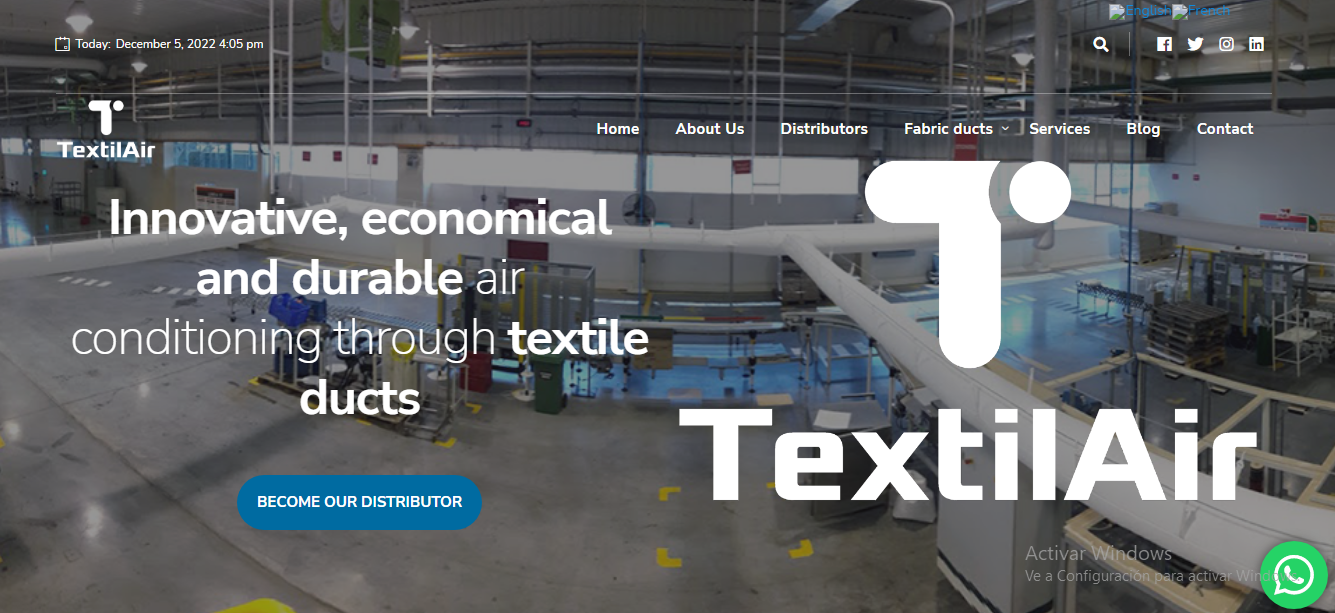 English French
Today: December 5, 2022 4:05 pm
TextilAir
Home About Us Distributors Fabric ducts Services Blog Contact
Innovative, economical
and durable air
conditioning through textile
ducts
BECOME OUR DISTRIBUTOR
TextilAir
Activar Windows
Ve a Configuración para activar Windows.